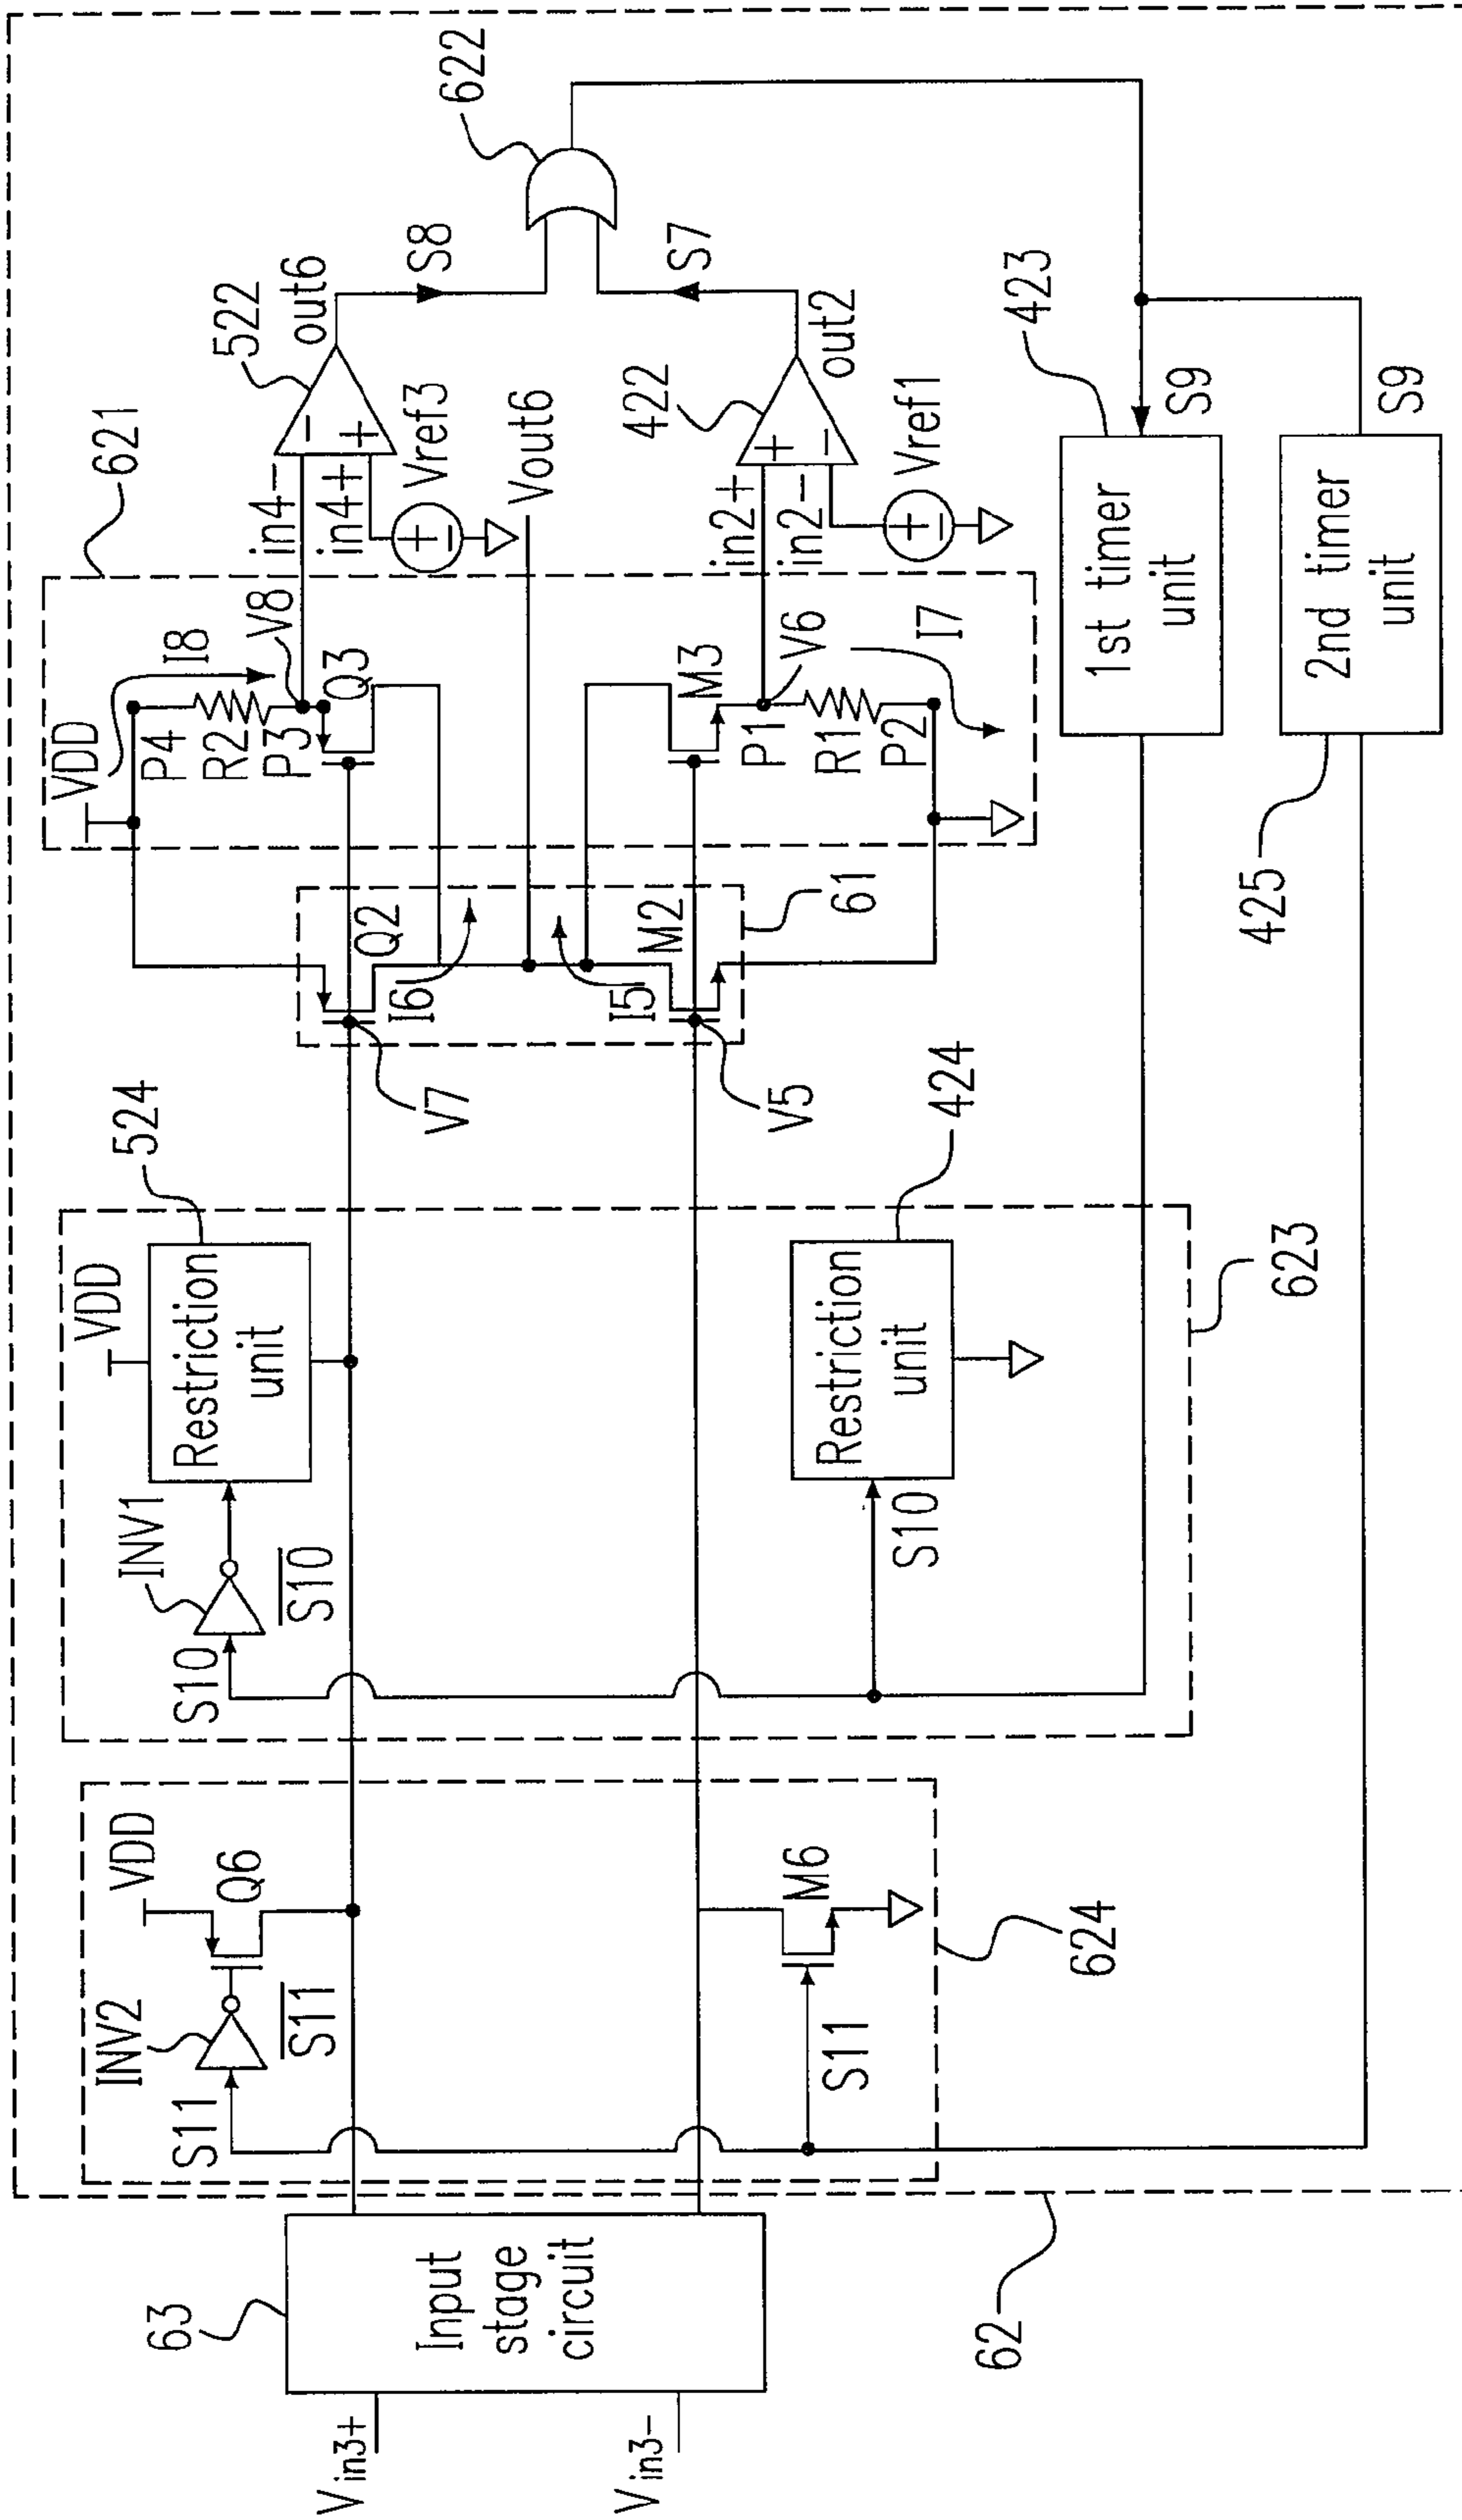 Vin3+
Vin3−
63
Input
stage
circuit
62
INV2
S11
S11
VDD
Q6
M6
S11
624
S10
INV1
S10
VDD
Restriction
unit
524
S10
Restriction
unit
424
623
V7
V5
Q2
I6
I5
M2
61
621
VDD
I8
P4
R2
P3
V8
Q3
M3
P1
V6
R1
P2
I7
in4−
in4+
Vref3
522
out6
S8
Vout6
in2+
in2−
Vref1
422
out2
S7
622
423
S9
1st timer
unit
S9
2nd timer
unit
425